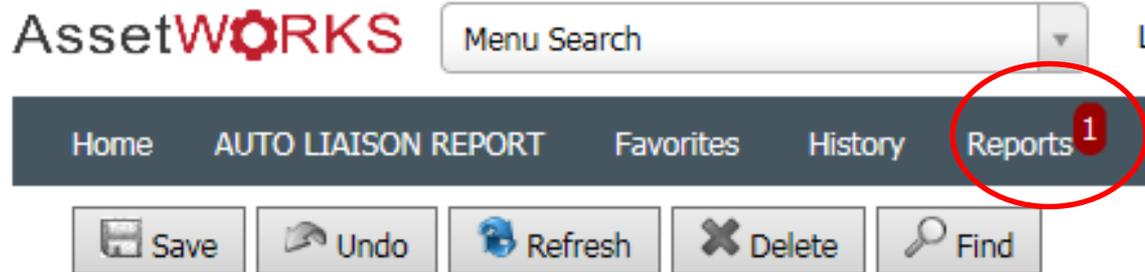 AssetWORKS Menu Search L
Home AUTO LIAISON REPORT Favorites History Reports 1
Save Undo Refresh Delete Find